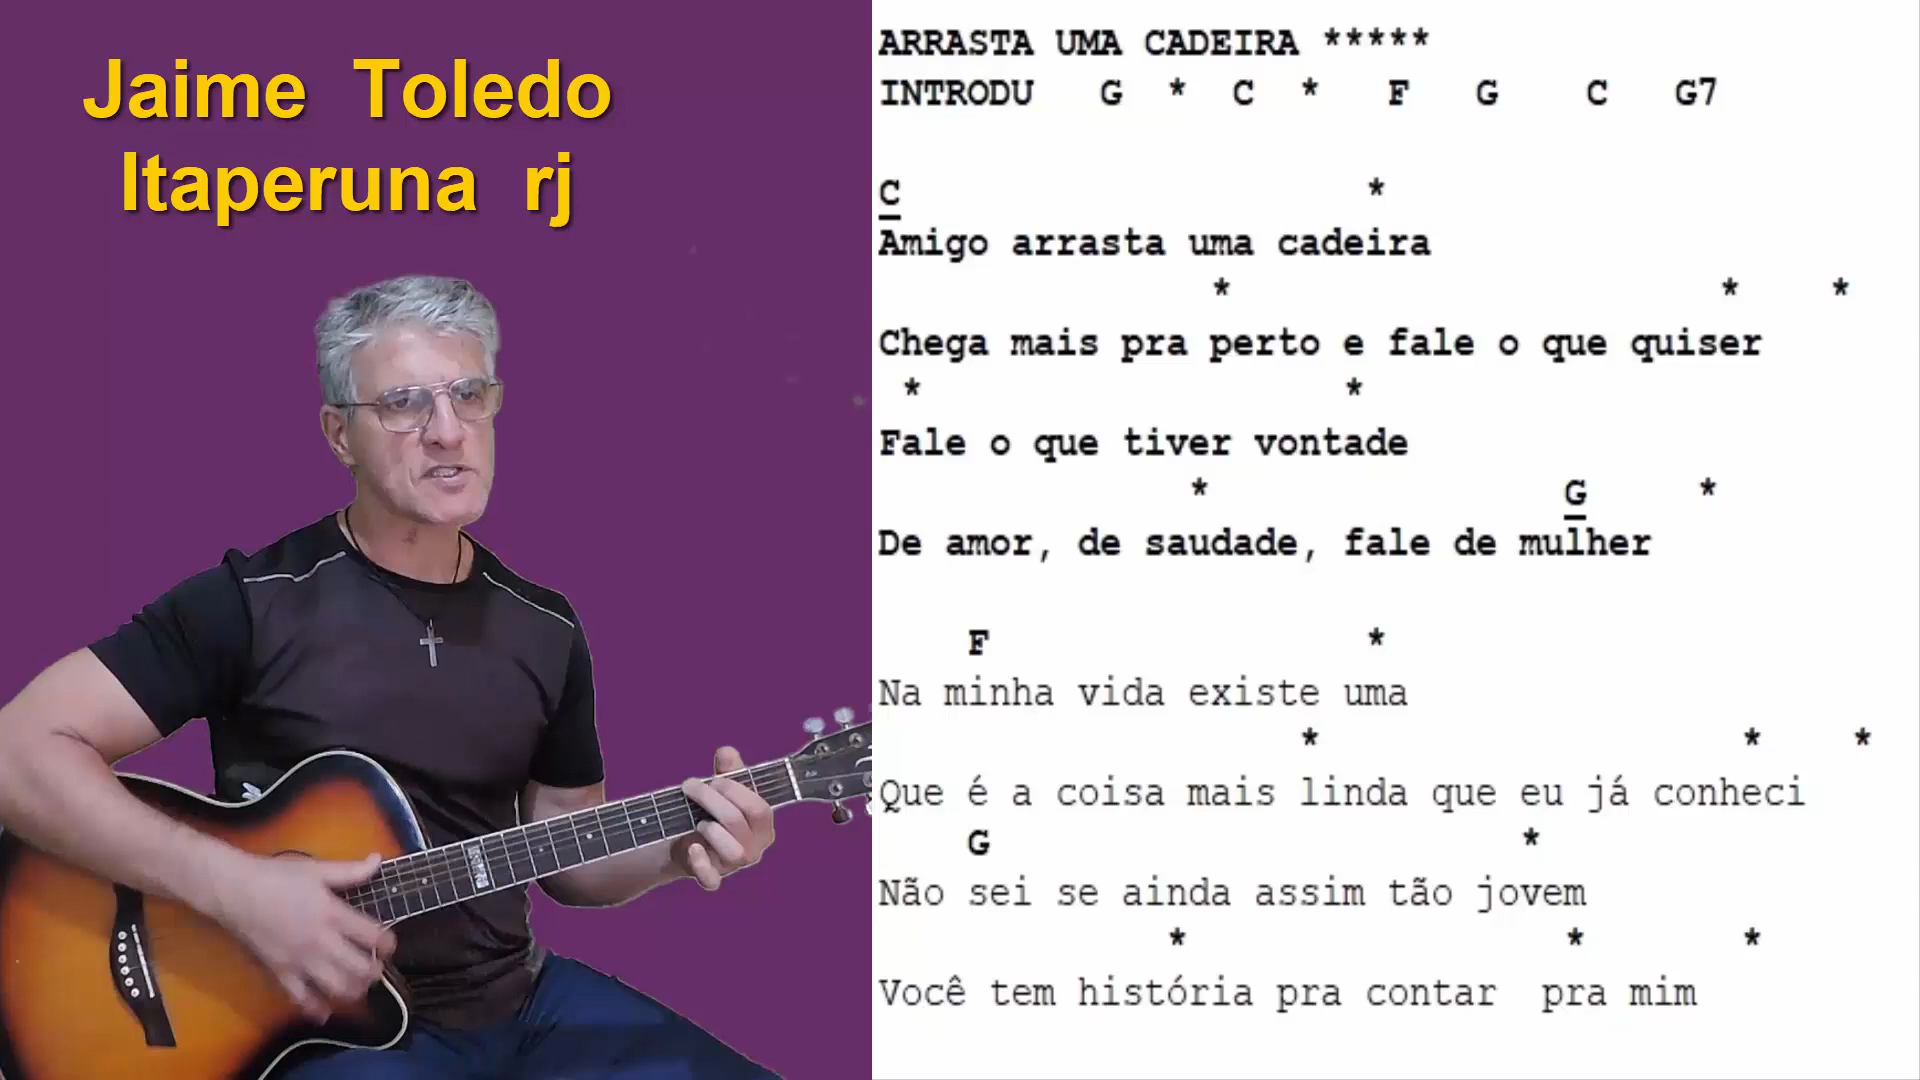 Jaime Toledo
Itaperuna rj
ARRASTA UMA CADEIRA *****
INTRODU G * C * F G C G7
C *
Amigo arrasta uma cadeira
* * *
Chega mais pra perto e fale o que quiser
* *
Fale o que tiver vontade
* G *
De amor, de saudade, fale de mulher
F *
Na minha vida existe uma
* * *
Que é a coisa mais linda que eu já conheci
G *
Não sei se ainda assim tão jovem
* * *
Você tem história pra contar pra mim